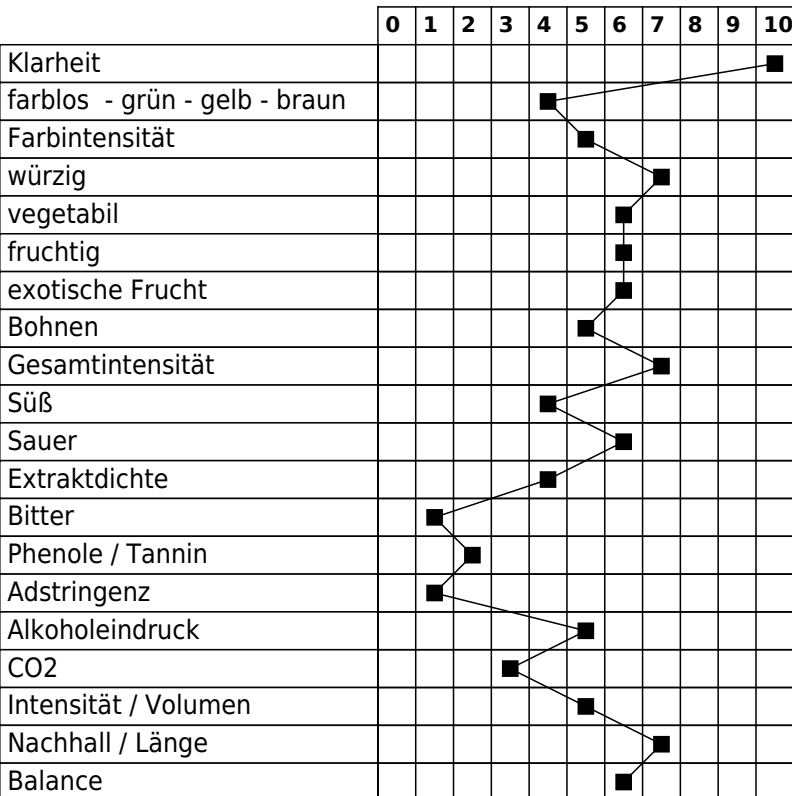 0 1 2 3 4 5 6 7 8 9 10
Klarheit
farblos - grün - gelb - braun
Farbintensität
würzig
vegetabil
fruchtig
exotische Frucht
Bohnen
Gesamtintensität
Süß
Sauer
Extraktdichte
Bitter
Phenole / Tannin
Adstringenz
Alkoholeindruck
CO2
Intensität / Volumen
Nachhall / Länge
Balance